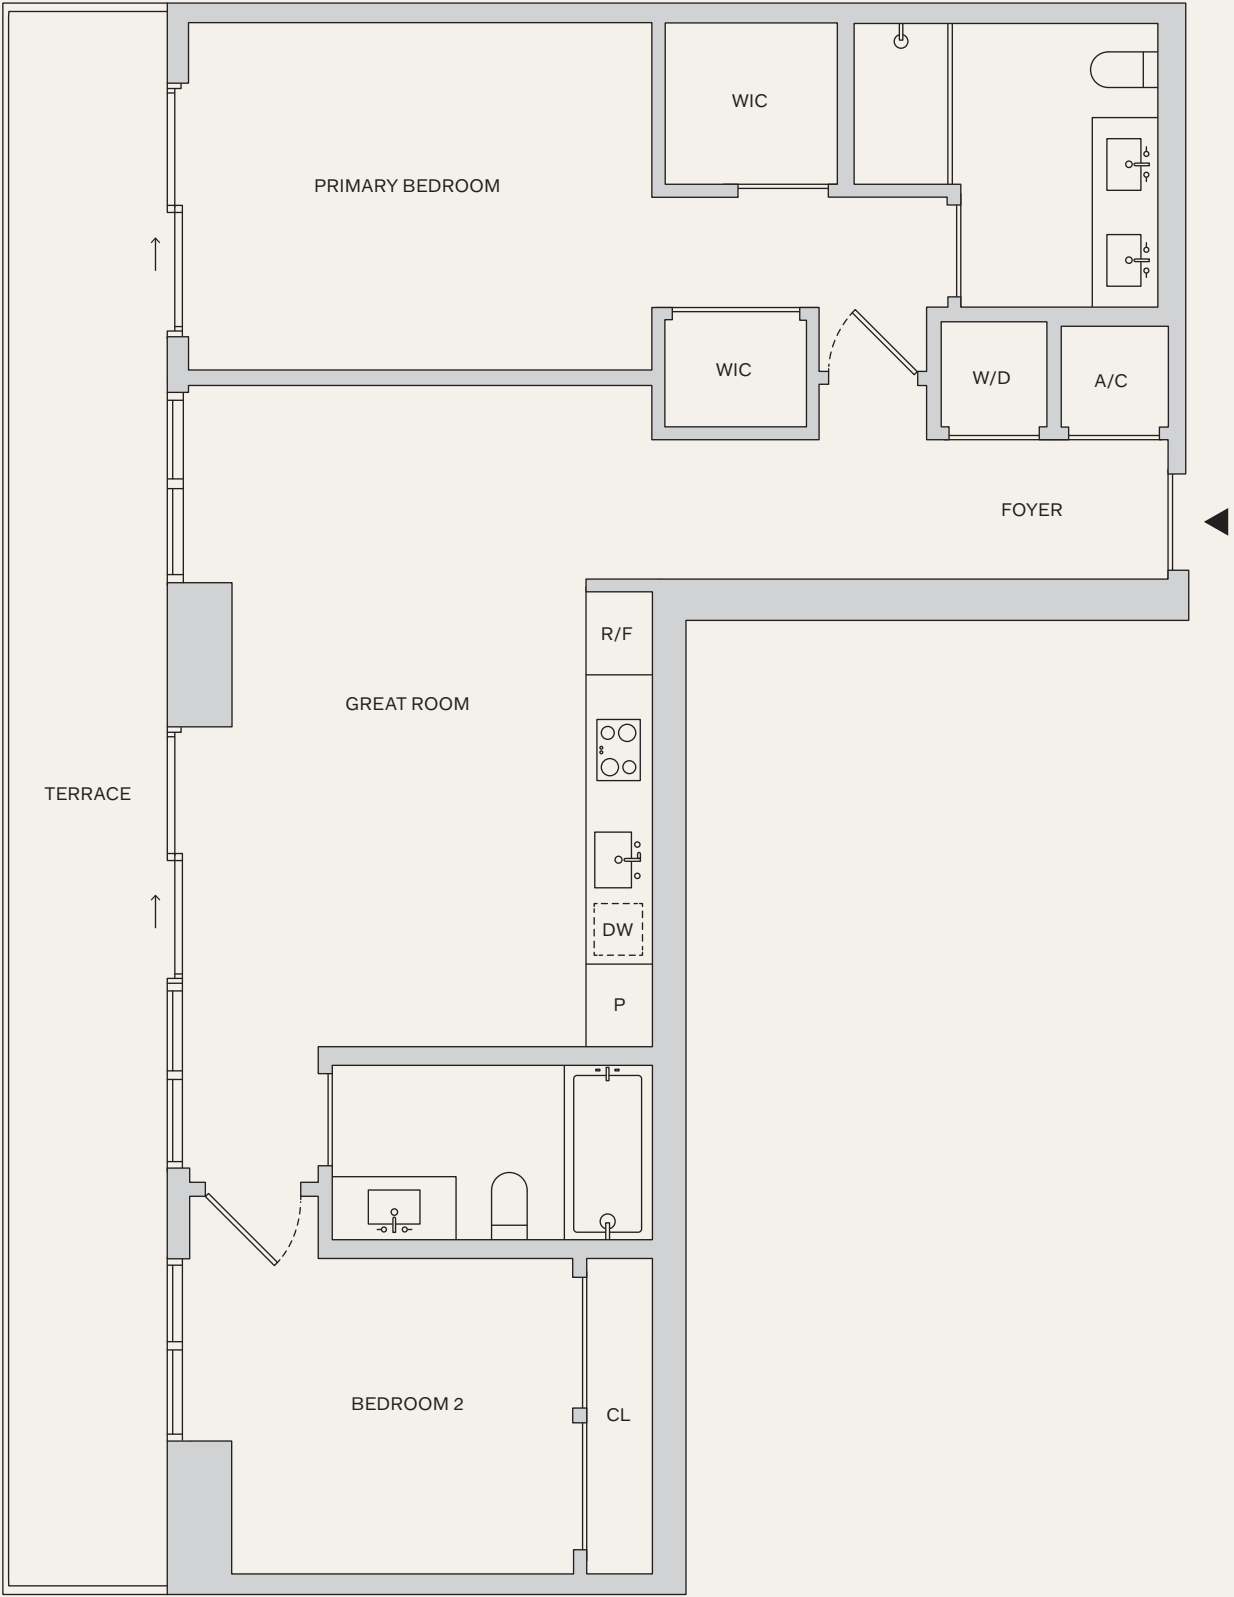 WIC
PRIMARY BEDROOM
WIC
W/D
A/C
FOYER
R/F
GREAT ROOM
TERRACE
DW
P
BEDROOM 2
CL